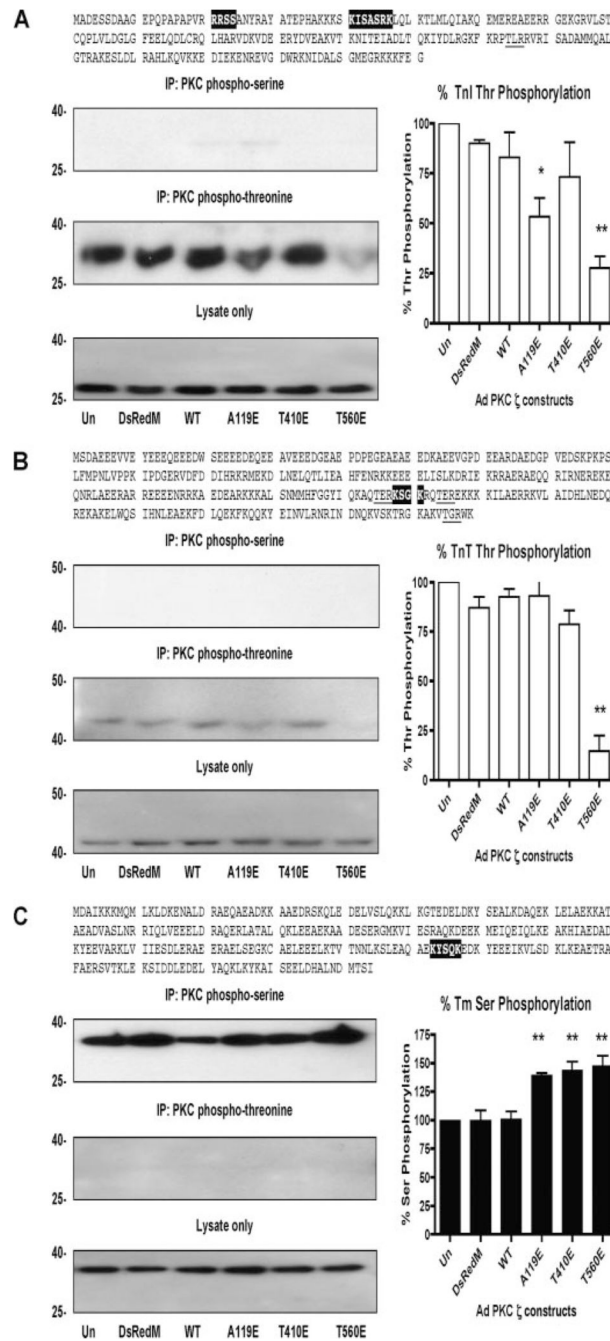 A
MADESSDAAG EPQPAPAPVR RRSSANYRAY ATEPHAKKKS KISASRKLQL KTLMLQIAKQ EMEREAEERR GEKGRVLST
CQPLVLDGLG FEELQDLCRQ LHARVDKVDE ERYDVEAKVT KNITEIADLT QKIYDLRGKF KRPTLRRVRI SADAMMQAL
GTRAKESLDL RAHLKQVKKE DIEKENREVG DWRKNIDALS GMEGRKKKFE G
IP: PKC phospho-serine
40-
25-
IP: PKC phospho-threonine
40-
25-
Lysate only
40-
25-
Un DsRedM WT A119E T410E T560E
% TnI Thr Phosphorylation
% Thr Phosphorylation
100
75
50
25
0
*
**
Un DsRedM WT A119E T410E T560E
Ad PKC ζ constructs
B
MSDAEEEVVE YEEEQEEEDW SEEEEDEQEE AVEEEDGEAE PDPEGEAEAE EDKAEEVGPD EEARDAEDGP VEDSKPKPS
LFMPNLVPPK IPDGERVDFD DIHRKRMEKD LNELQTLIEA HFENRKKEEE ELISLKDRIE KRRAERAEQQ RIRNEREKE
QNRLAEERAR REEEENRRKA EDEARKKKAL SNMMHFGGYI QKAQTERKSG KRQTEREKKKK ILAERRKVL AIDHLNEDQ
REKAKELWQS IHNLEAEKFD LQEKFKQQKY EINVLRNRIN DNQKVSKTRG KAKVTGRWK
IP: PKC phospho-serine
50-
40-
IP: PKC phospho-threonine
50-
40-
Lysate only
50-
40-
Un DsRedM WT A119E T410E T560E
% TnT Thr Phosphorylation
% Thr Phosphorylation
100
75
50
25
0
**
Un DsRedM WT A119E T410E T560E
Ad PKC ζ constructs
C
MDAIKKKMQM LKLDKENALD RAEQAEADKK AAEDRSKQLE DELVSLQKKL KGTEDELDKY SEALKDAQEK LELAEKKAT
AEADVASLNR RIQLVEEELD RAQERLATAL QKLEEAEKAA DESERGMKVI ESRAQKDEEK MEIQEIQLKE AKHIAEDAD
KYEEVARKLV IIESDLERAE ERAELSEGKC AELEEELKTV TNNLKSLEAQ AEKYSQKEDK YEEEIKVLSD KLKEAETRA
FAERSVTKLE KSIDDLEDEL YAQKLKYKAI SEELDHALND MTSI
IP: PKC phospho-serine
40-
25-
IP: PKC phospho-threonine
40-
25-
Lysate only
40-
25-
Un DsRedM WT A119E T410E T560E
% Tm Ser Phosphorylation
% Ser Phosphorylation
175
150
125
100
75
50
25
0
** ** **
Un DsRedM WT A119E T410E T560E
Ad PKC ζ constructs